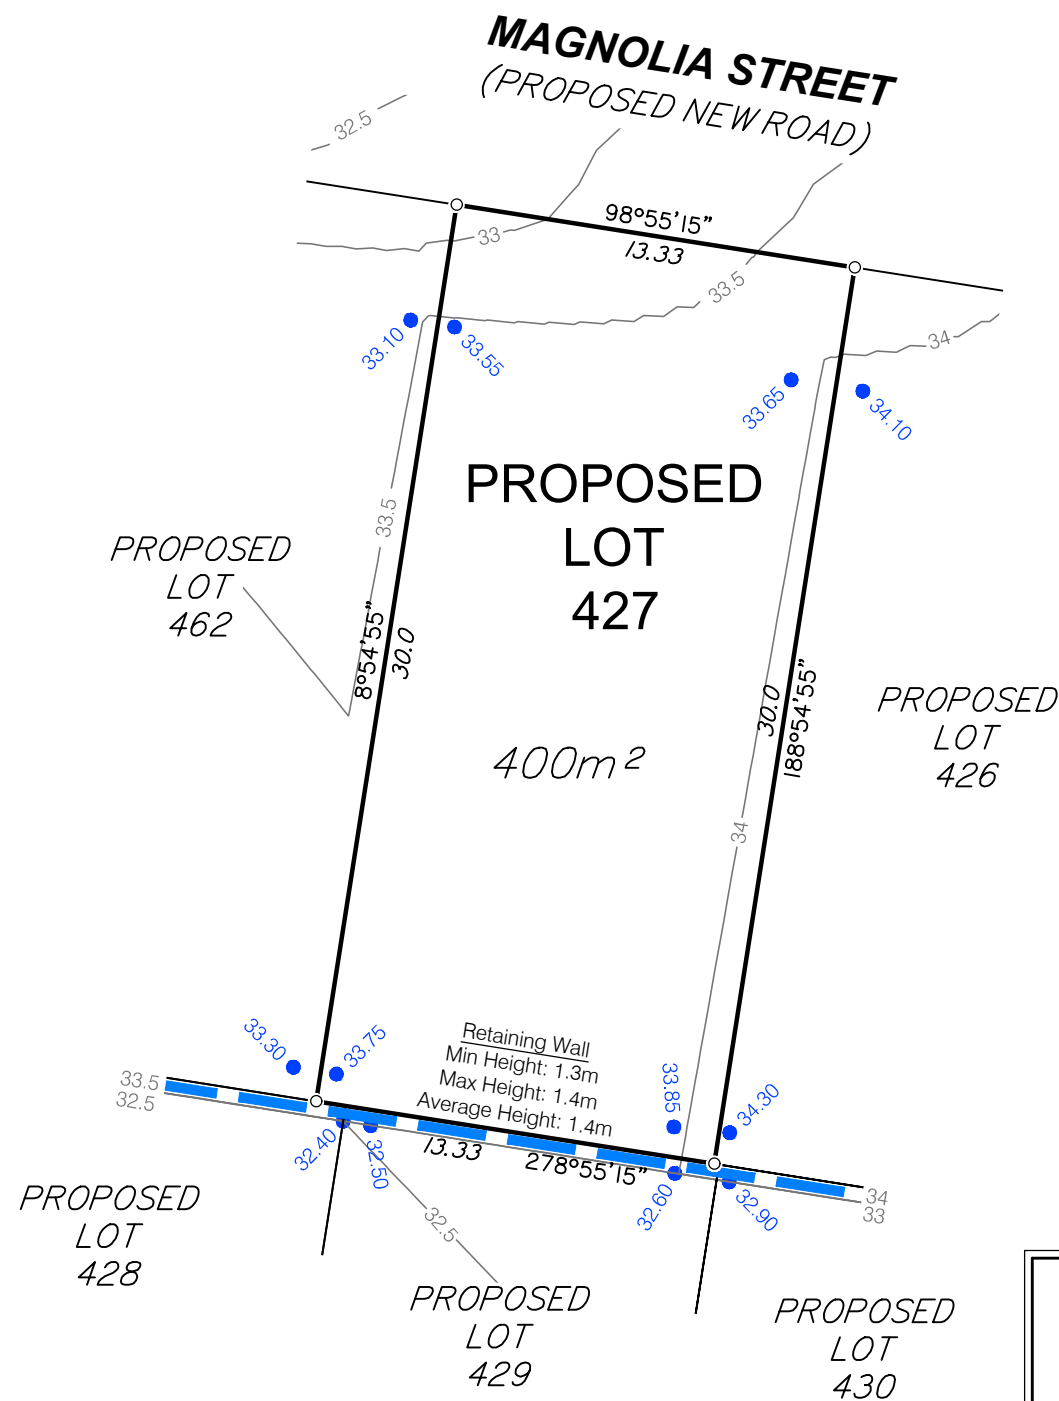 MAGNOLIA STREET
(PROPOSED NEW ROAD)
32.5
98°55'15"
13.33
33
33.5
34
33.10
33.55
33.65
34.10
PROPOSED
LOT
427
33.5
PROPOSED
LOT
462
8°54'55"
30.0
30.0
188°54'55"
PROPOSED
LOT
426
400m²
34
33.30
33.75
Retaining Wall
Min Height: 1.3m
Max Height: 1.4m
Average Height: 1.4m
33.85
34.30
33.5
32.5
32.40
32.50
13.33
278°55'15"
32.60
32.90
34
33
32.5
PROPOSED
LOT
428
PROPOSED
LOT
429
PROPOSED
LOT
430